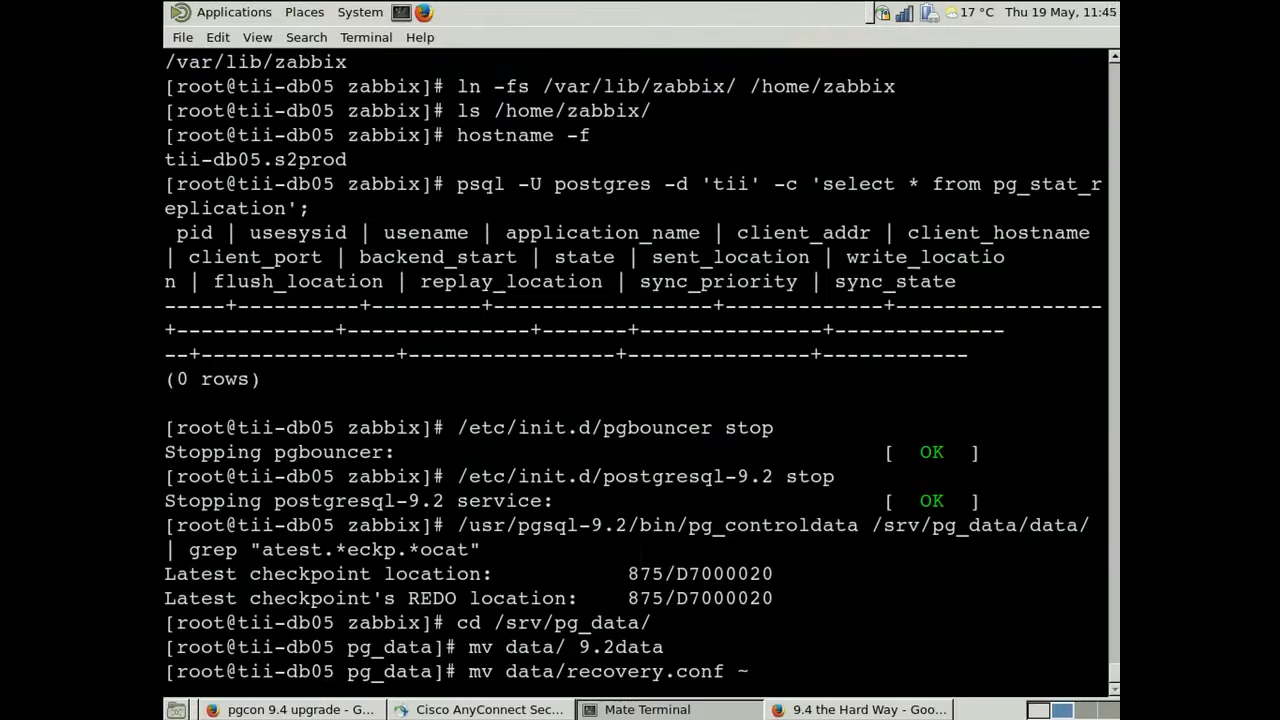 Applications Places System 17 °C Thu 19 May, 11:45
File Edit View Search Terminal Help
/var/lib/zabbix
[root@tii-db05 zabbix]# ln -fs /var/lib/zabbix/ /home/zabbix
[root@tii-db05 zabbix]# ls /home/zabbix/
[root@tii-db05 zabbix]# hostname -f
tii-db05.s2prod
[root@tii-db05 zabbix]# psql -U postgres -d 'tii' -c 'select * from pg_stat_r
eplication';
 pid | usesysid | usename | application_name | client_addr | client_hostname
| client_port | backend_start | state | sent_location | write_locatio
n | flush_location | replay_location | sync_priority | sync_state
-----+----------+---------+------------------+-------------+-----------------
+-------------+---------------+-------+---------------+--------------
--+----------------+-----------------+---------------+------------
(0 rows)
[root@tii-db05 zabbix]# /etc/init.d/pgbouncer stop
Stopping pgbouncer: [ OK ]
[root@tii-db05 zabbix]# /etc/init.d/postgresql-9.2 stop
Stopping postgresql-9.2 service: [ OK ]
[root@tii-db05 zabbix]# /usr/pgsql-9.2/bin/pg_controldata /srv/pg_data/data/
| grep "atest.*eckp.*ocat"
Latest checkpoint location: 875/D7000020
Latest checkpoint's REDO location: 875/D7000020
[root@tii-db05 zabbix]# cd /srv/pg_data/
[root@tii-db05 pg_data]# mv data/ 9.2data
[root@tii-db05 pg_data]# mv data/recovery.conf ~
pgcon 9.4 upgrade - G... Cisco AnyConnect Sec... Mate Terminal 9.4 the Hard Way - Goo...